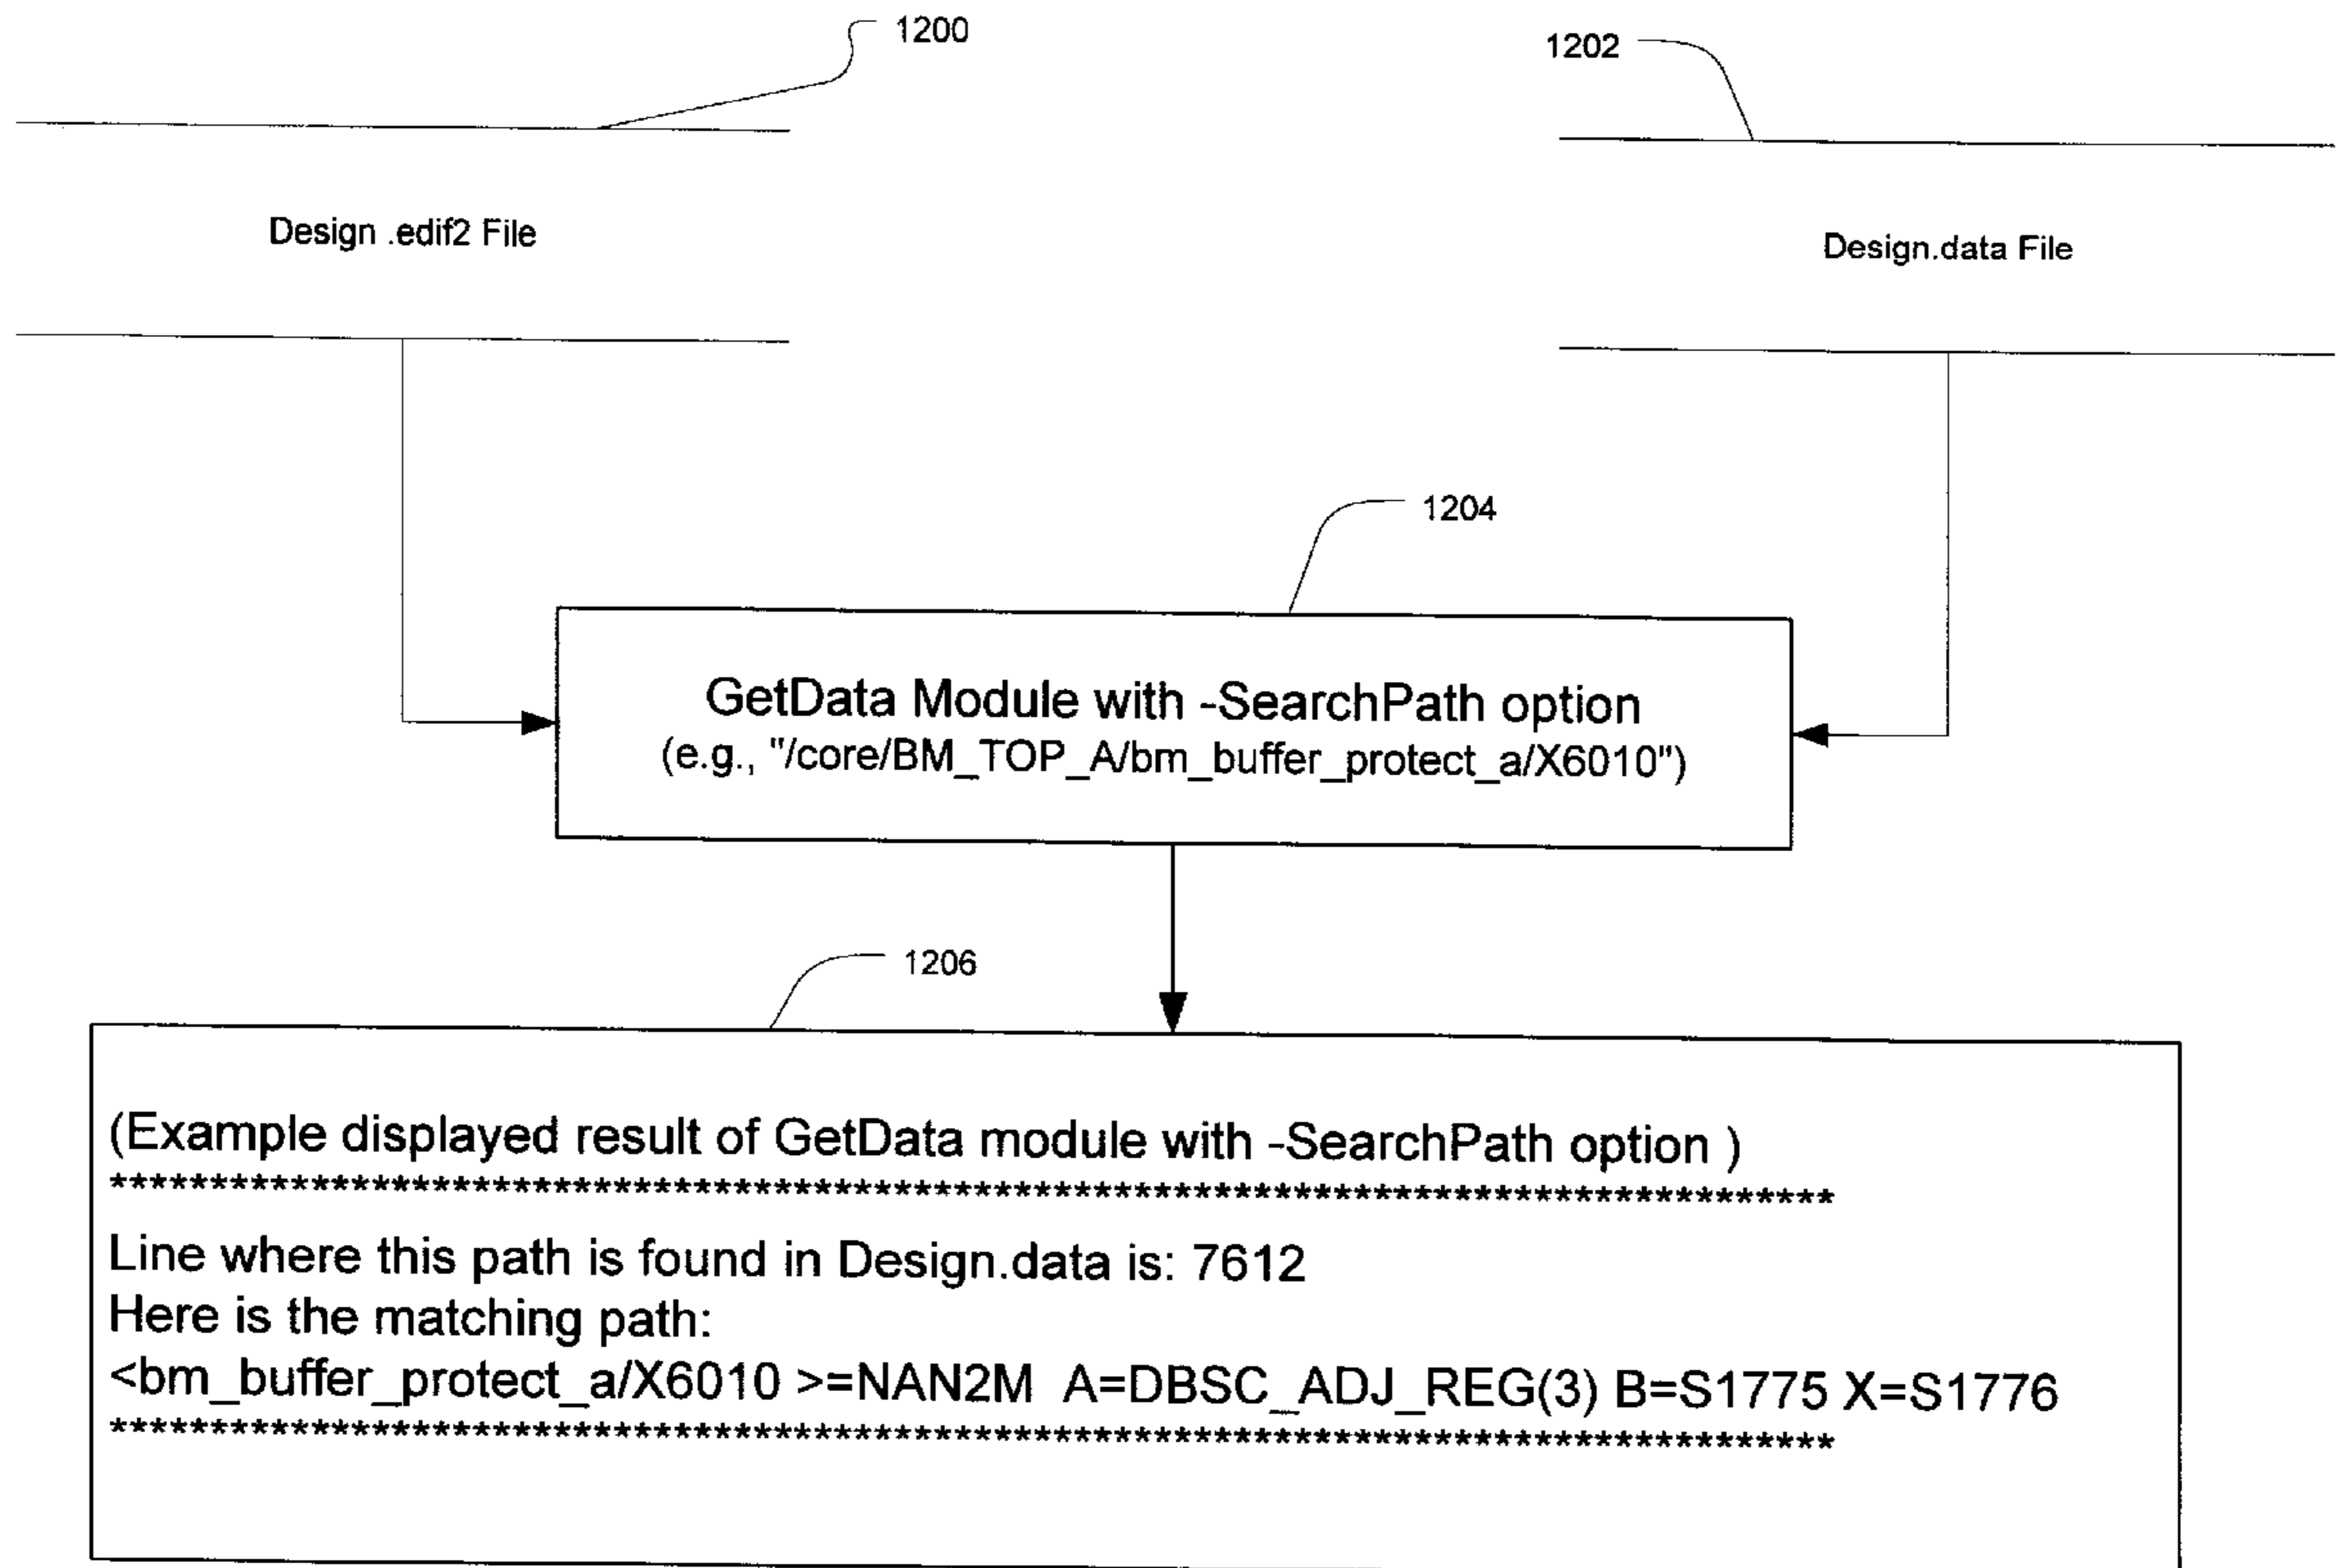 1200
1202
Design .edif2 File
Design.data File
1204
GetData Module with -SearchPath option
(e.g., "/core/BM_TOP_A/bm_buffer_protect_a/X6010")
1206
(Example displayed result of GetData module with -SearchPath option )
**************************************************************************************
Line where this path is found in Design.data is: 7612
Here is the matching path:
<bm_buffer_protect_a/X6010 >=NAN2M  A=DBSC_ADJ_REG(3) B=S1775 X=S1776
**************************************************************************************